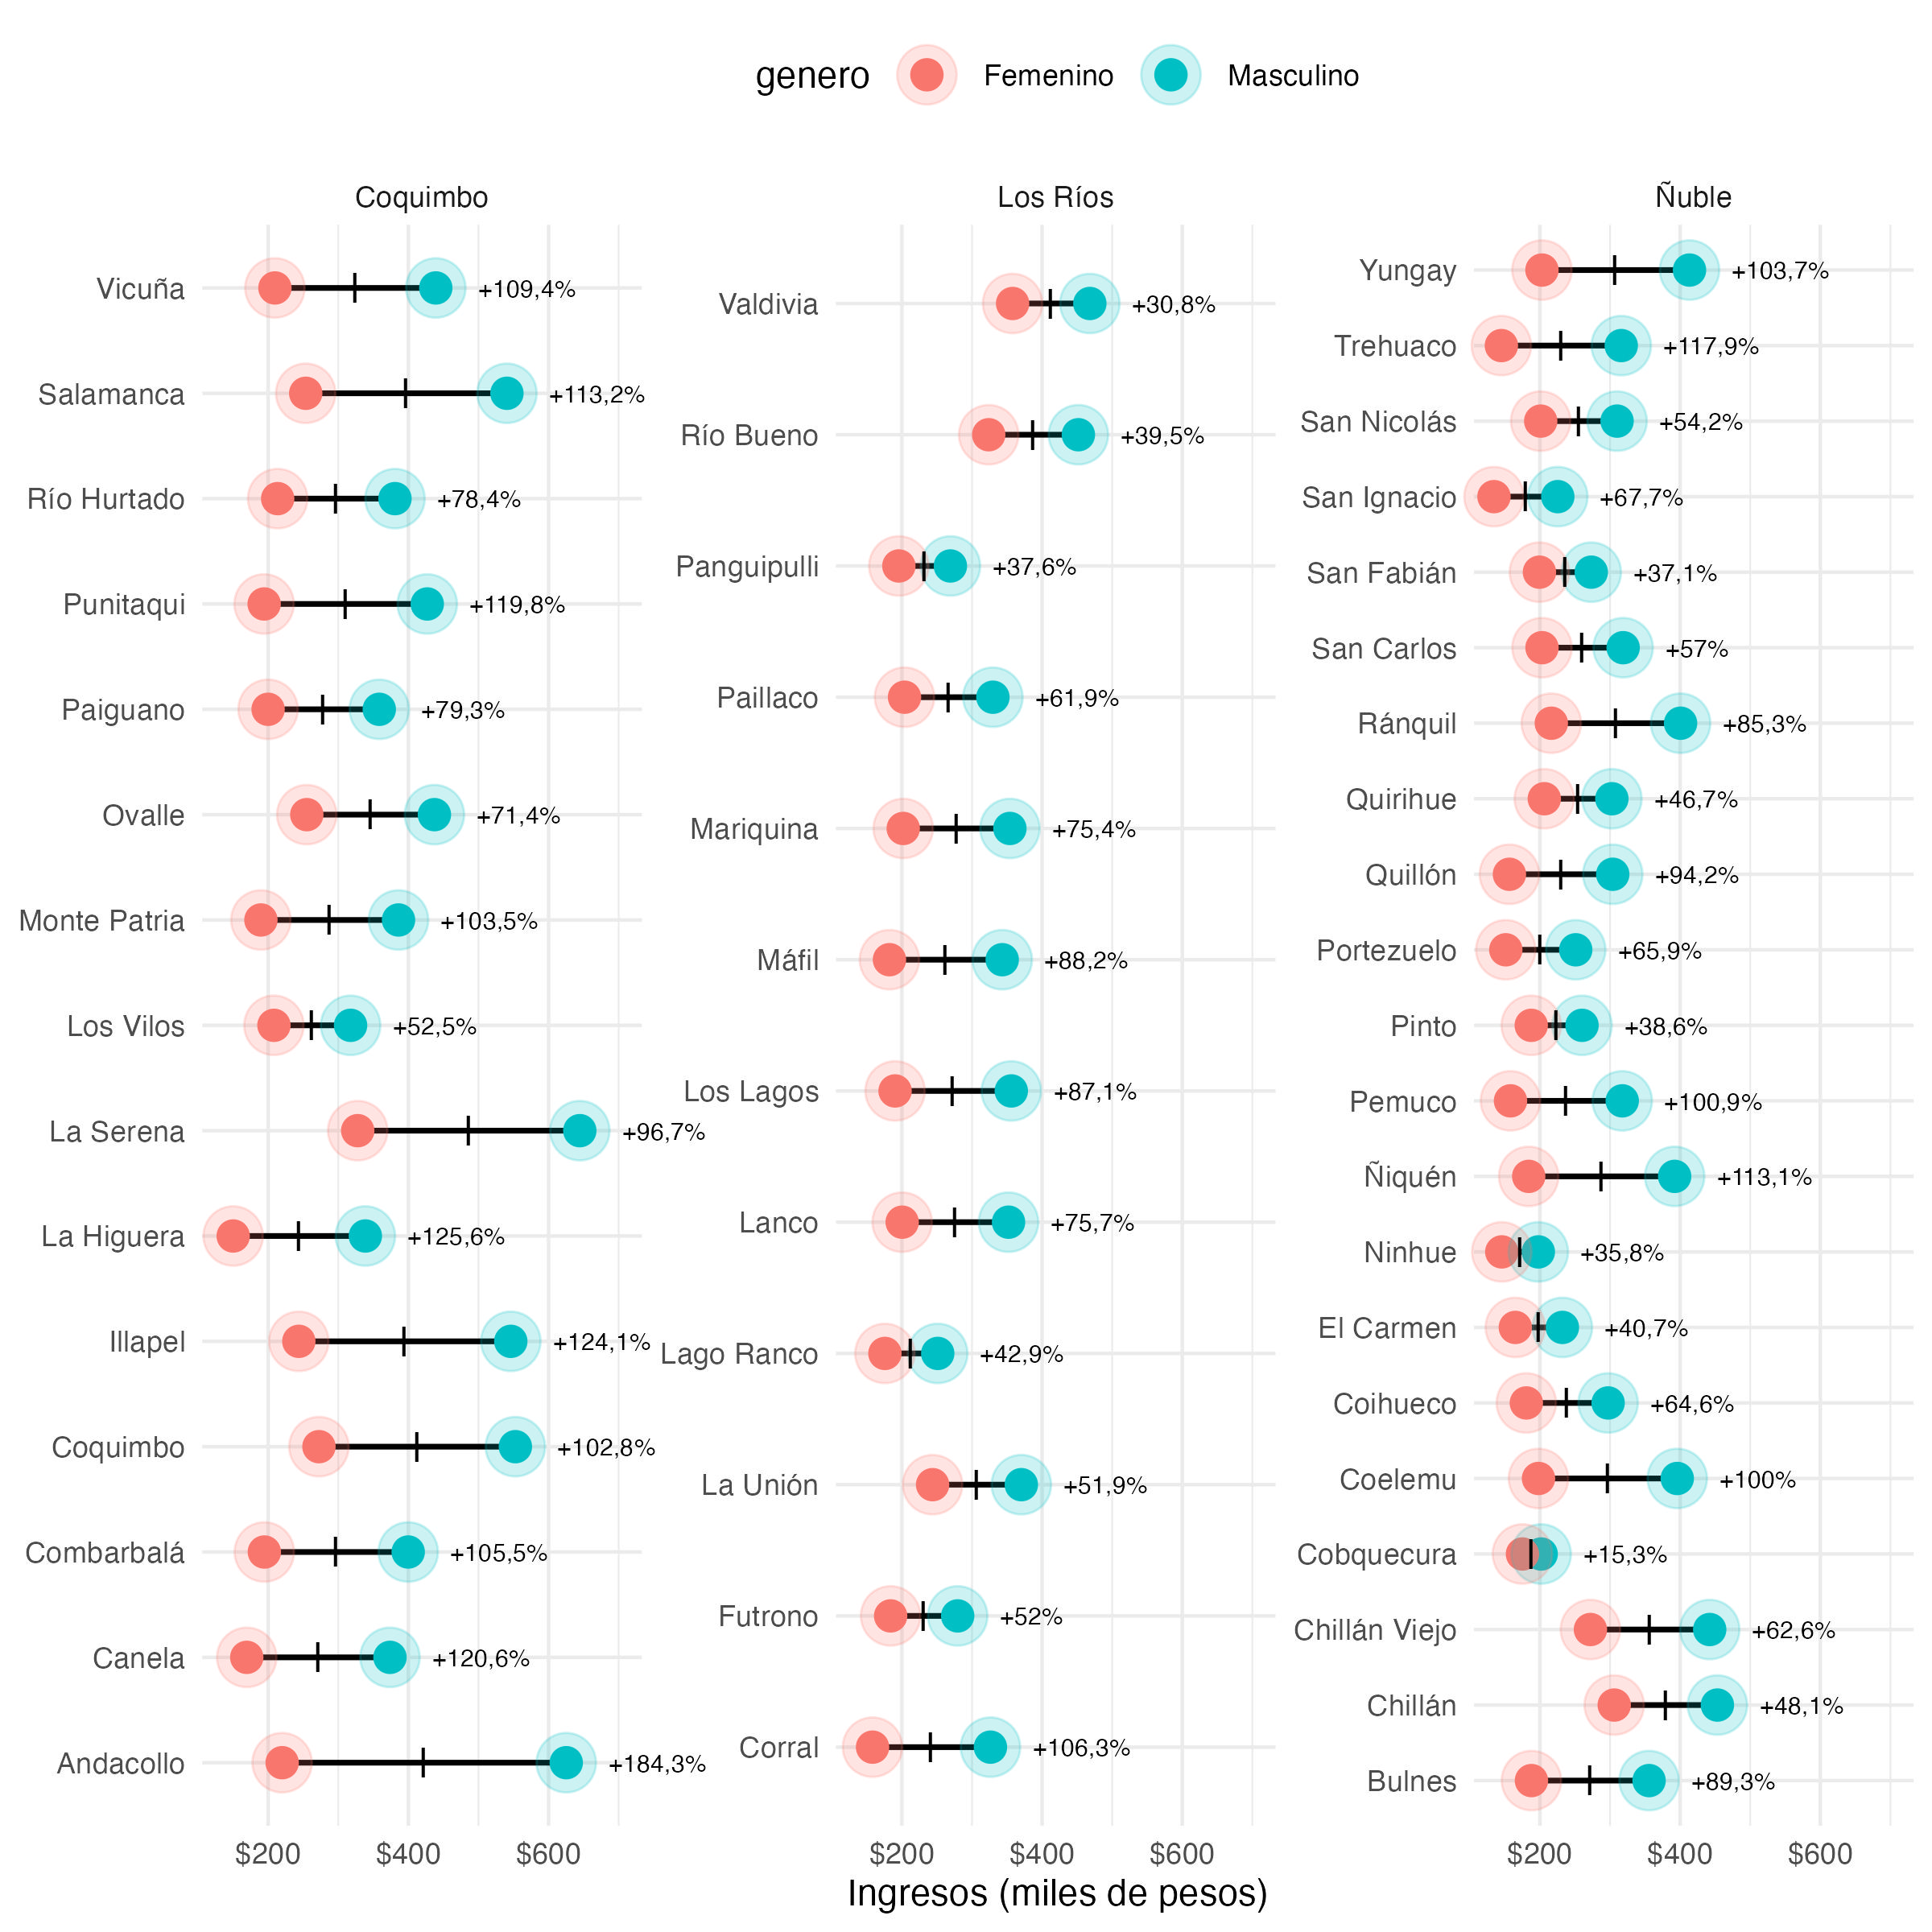 genero Femenino Masculino
Coquimbo
Vicuña +109,4%
Salamanca +113,2%
Río Hurtado +78,4%
Punitaqui +119,8%
Paiguano +79,3%
Ovalle +71,4%
Monte Patria +103,5%
Los Vilos +52,5%
La Serena +96,7%
La Higuera +125,6%
Illapel +124,1%
Coquimbo +102,8%
Combarbalá +105,5%
Canela +120,6%
Andacollo +184,3%
$200 $400 $600
Los Ríos
Valdivia +30,8%
Río Bueno +39,5%
Panguipulli +37,6%
Paillaco +61,9%
Mariquina +75,4%
Máfil +88,2%
Los Lagos +87,1%
Lanco +75,7%
Lago Ranco +42,9%
La Unión +51,9%
Futrono +52%
Corral +106,3%
$200 $400 $600
Ñuble
Yungay +103,7%
Trehuaco +117,9%
San Nicolás +54,2%
San Ignacio +67,7%
San Fabián +37,1%
San Carlos +57%
Ránquil +85,3%
Quirihue +46,7%
Quillón +94,2%
Portezuelo +65,9%
Pinto +38,6%
Pemuco +100,9%
Ñiquén +113,1%
Ninhue +35,8%
El Carmen +40,7%
Coihueco +64,6%
Coelemu +100%
Cobquecura +15,3%
Chillán Viejo +62,6%
Chillán +48,1%
Bulnes +89,3%
$200 $400 $600
Ingresos (miles de pesos)